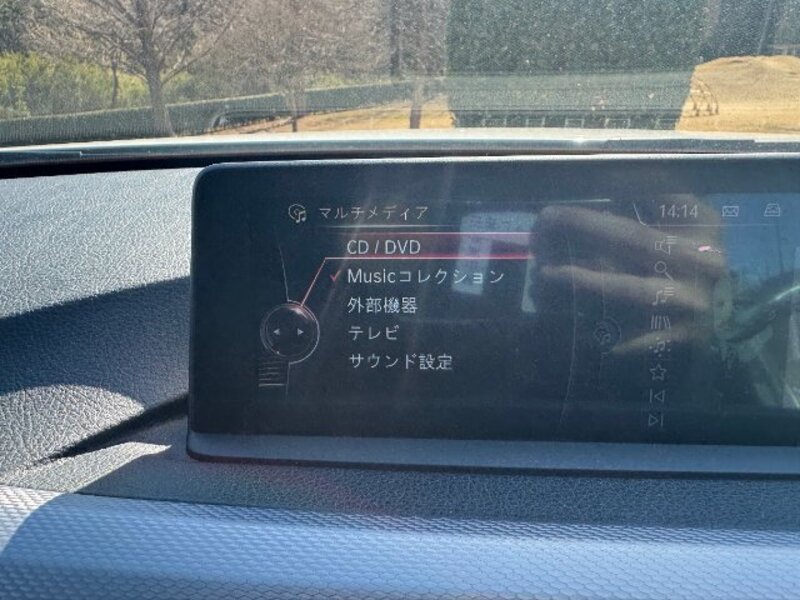 マルチメディア
14:14
CD / DVD
Musicコレクション
外部機器
テレビ
サウンド設定